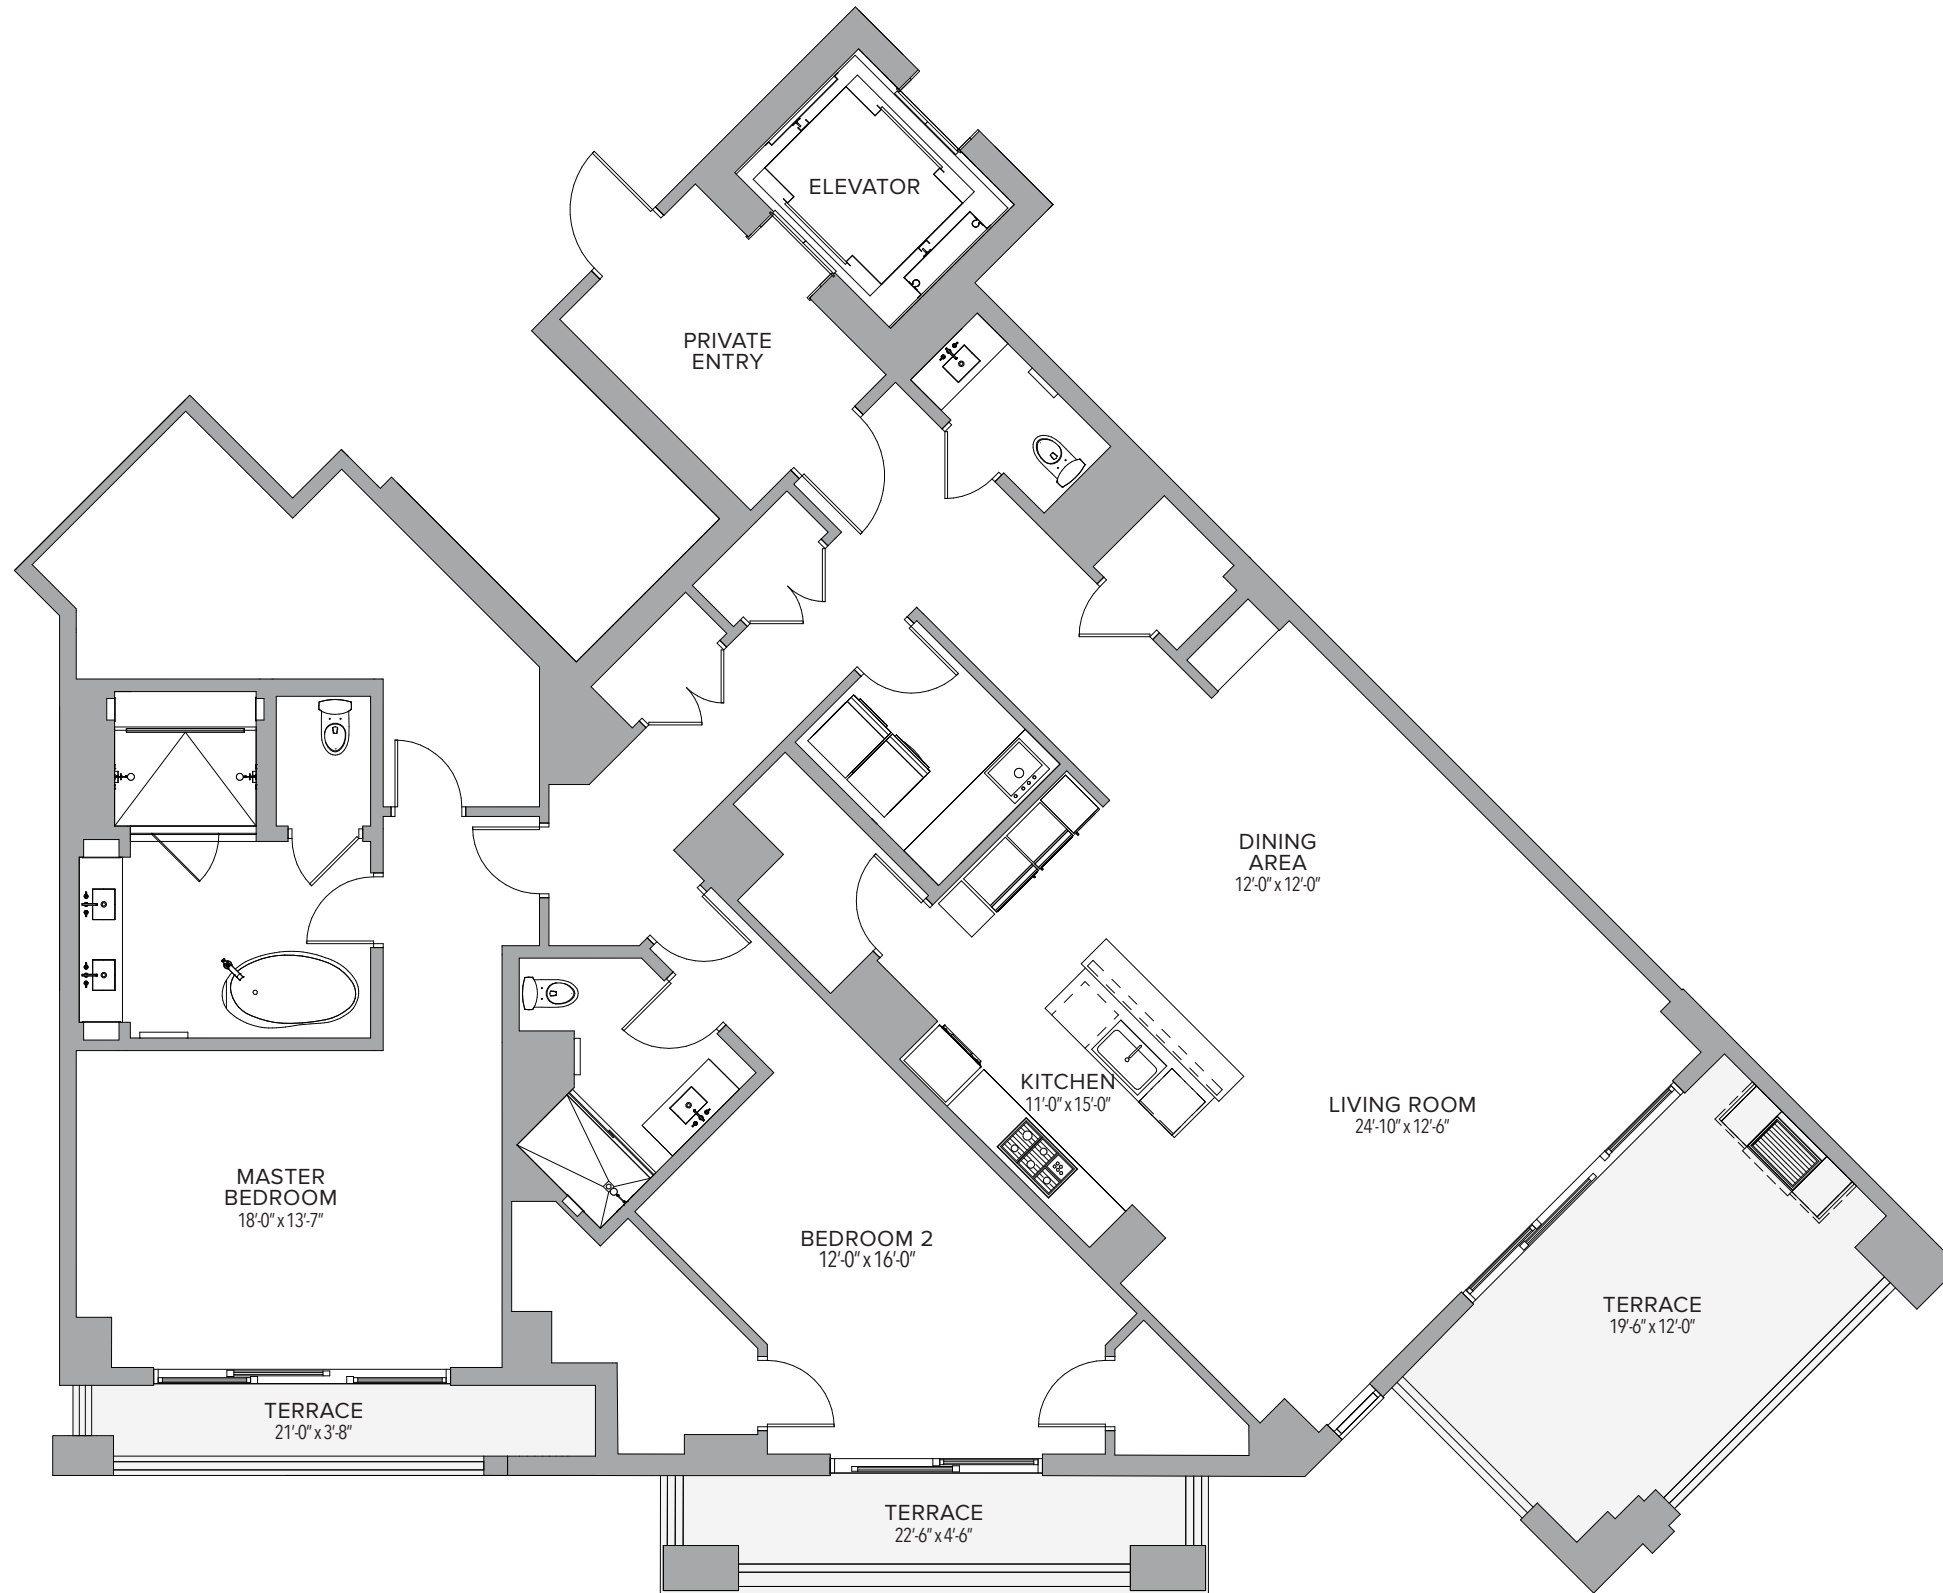 ELEVATOR
PRIVATE
ENTRY
DINING
AREA
12'-0" x 12'-0"
KITCHEN
11'-0" x 15'-0"
LIVING ROOM
24'-10" x 12'-6"
MASTER
BEDROOM
18'-0" x 13'-7"
BEDROOM 2
12'-0" x 16'-0"
TERRACE
19'-6" x 12'-0"
TERRACE
21'-0" x 3'-8"
TERRACE
22'-6" x 4'-6"